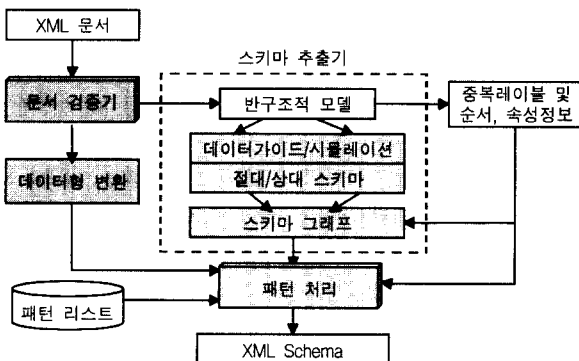 XML 문서
스키마 추출기
문서 검증기
반구조적 모델
중복레이블 및
순서, 속성정보
데이터가이드/시뮬레이션
데이터형 변환
절대/상대 스키마
스키마 그래프
패턴 처리
패턴 리스트
XML Schema